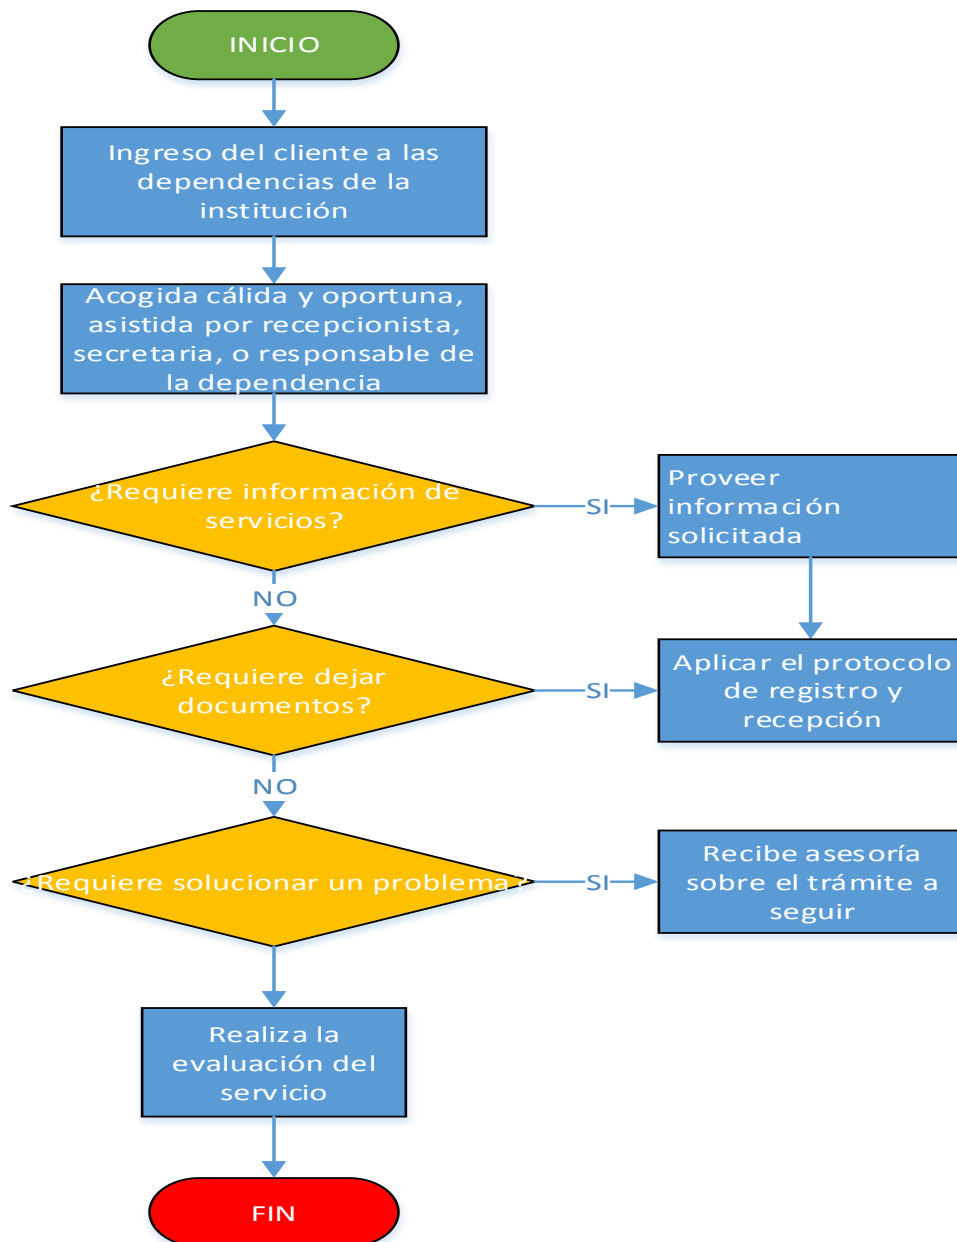 INICIO
Ingreso del cliente a las
dependencias de la
institución
Acogida cálida y oportuna,
asistida por recepcionista,
secretaria, o responsable de
la dependencia
¿Requiere información de
servicios?
SI
Proveer
información
solicitada
NO
¿Requiere dejar
documentos?
SI
Aplicar el protocolo
de registro y
recepción
NO
¿Requiere solucionar un problema?
SI
Recibe asesoría
sobre el trámite a
seguir
Realiza la
evaluación del
servicio
FIN